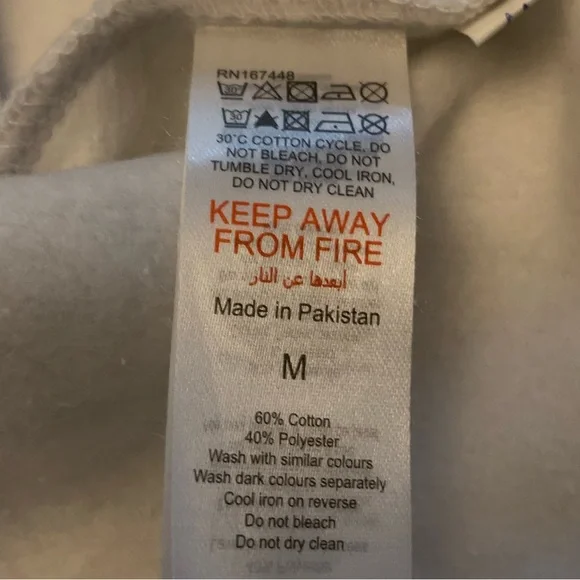 RN167448
30°
30
30°C COTTON CYCLE, DO
NOT BLEACH, DO NOT
TUMBLE DRY, COOL IRON,
DO NOT DRY CLEAN
KEEP AWAY
FROM FIRE
أبعدها عن النار
Made in Pakistan
M
60% Cotton
40% Polyester
Wash with similar colours
Wash dark colours separately
Cool iron on reverse
Do not bleach
Do not dry clean